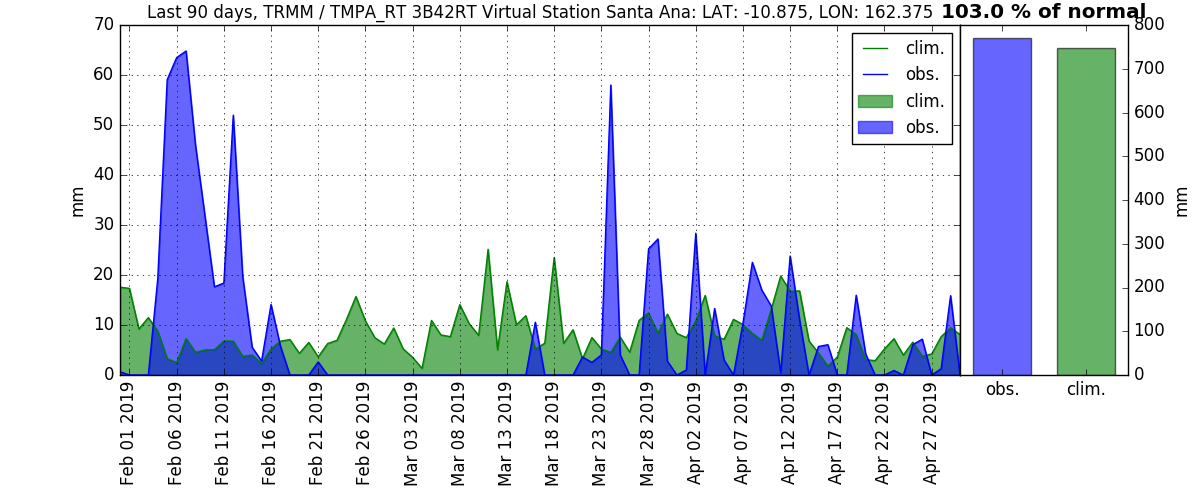 Last 90 days, TRMM / TMPA_RT 3B42RT Virtual Station Santa Ana: LAT: -10.875, LON: 162.375 103.0 % of normal
70
60
50
40
30
20
10
0
mm
clim.
obs.
clim.
obs.
Feb 01 2019
Feb 06 2019
Feb 11 2019
Feb 16 2019
Feb 21 2019
Feb 26 2019
Mar 03 2019
Mar 08 2019
Mar 13 2019
Mar 18 2019
Mar 23 2019
Mar 28 2019
Apr 02 2019
Apr 07 2019
Apr 12 2019
Apr 17 2019
Apr 22 2019
Apr 27 2019
800
700
600
500
400
300
200
100
0
mm
obs.
clim.